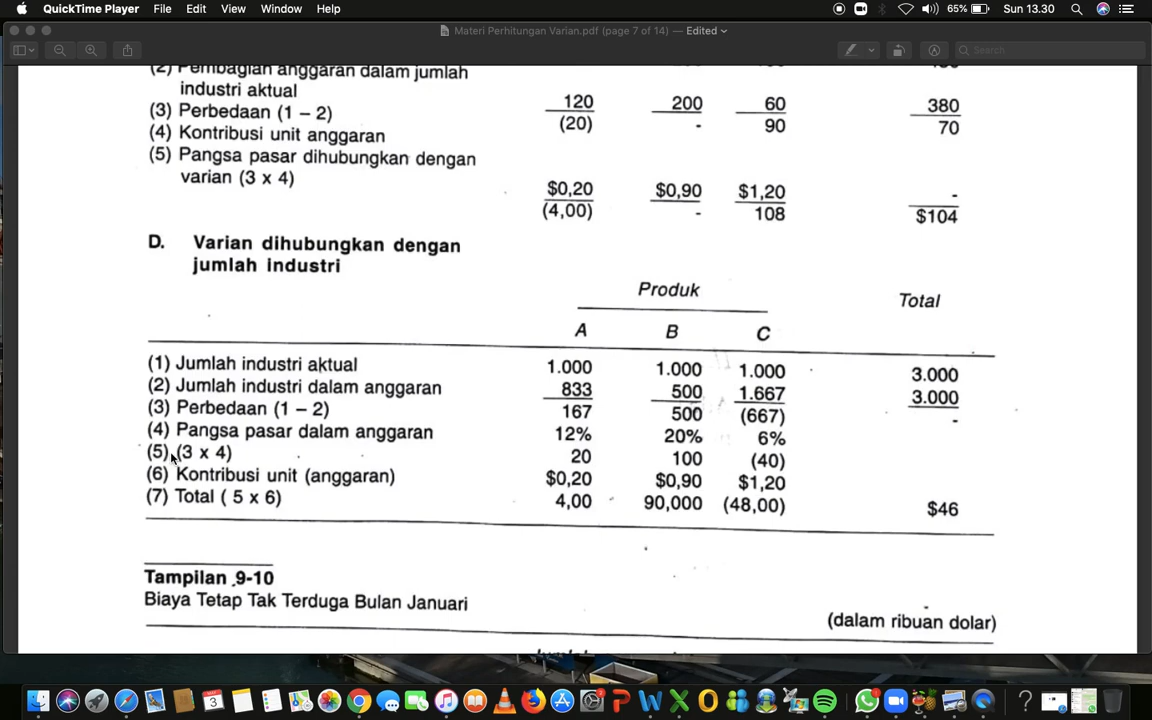 QuickTime Player File Edit View Window Help 65% Sun 13.30
Materi Perhitungan Varian.pdf (page 7 of 14) — Edited
Search
(2) Pembagian anggaran dalam jumlah
industri aktual 120 200 60 380
(3) Perbedaan (1 – 2) (20) - 90 70
(4) Kontribusi unit anggaran
(5) Pangsa pasar dihubungkan dengan
varian (3 x 4) $0,20 $0,90 $1,20 -
(4,00) - 108 $104
D. Varian dihubungkan dengan
jumlah industri
Produk Total
A B C
(1) Jumlah industri aktual 1.000 1.000 1.000 3.000
(2) Jumlah industri dalam anggaran 833 500 1.667 3.000
(3) Perbedaan (1 – 2) 167 500 (667) -
(4) Pangsa pasar dalam anggaran 12% 20% 6%
(5) (3 x 4) 20 100 (40)
(6) Kontribusi unit (anggaran) $0,20 $0,90 $1,20
(7) Total ( 5 x 6) 4,00 90,000 (48,00) $46
Tampilan 9-10
Biaya Tetap Tak Terduga Bulan Januari
(dalam ribuan dolar)
3